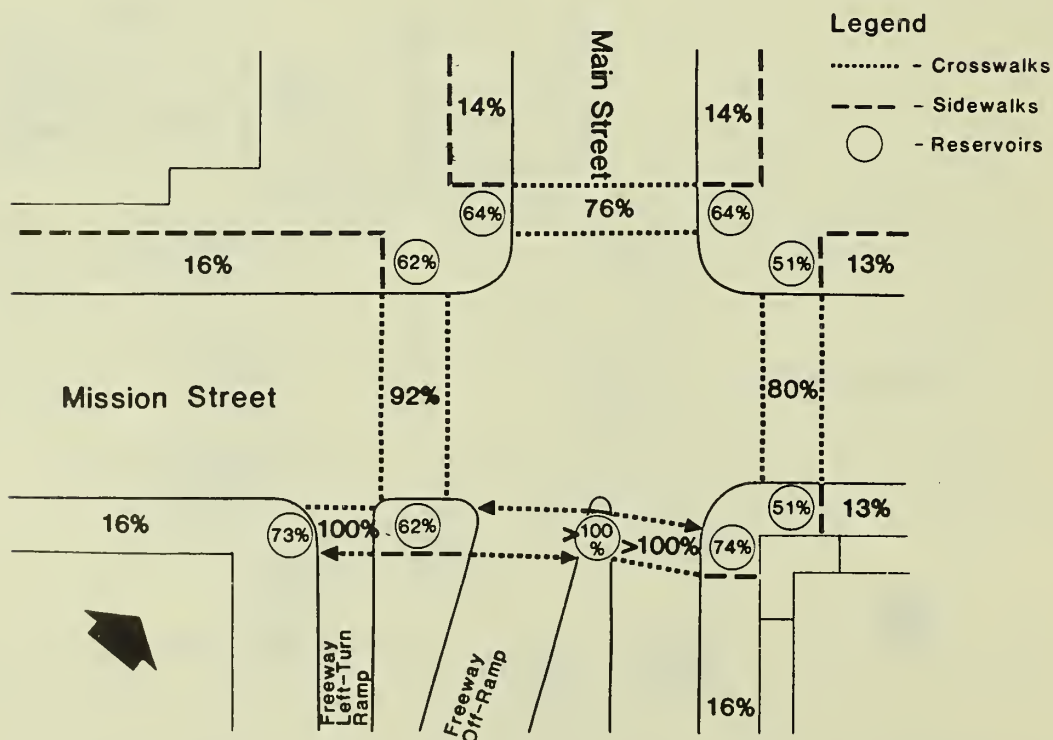 Legend
- Crosswalks
- Sidewalks
- Reservoirs
Main Street
14%
14%
76%
64%
64%
16%
62%
51%
13%
Mission Street
92%
80%
16%
73%
100%
62%
>100
%
>100%
74%
51%
13%
Freeway
Left-Turn
Ramp
Freeway
Off-Ramp
16%